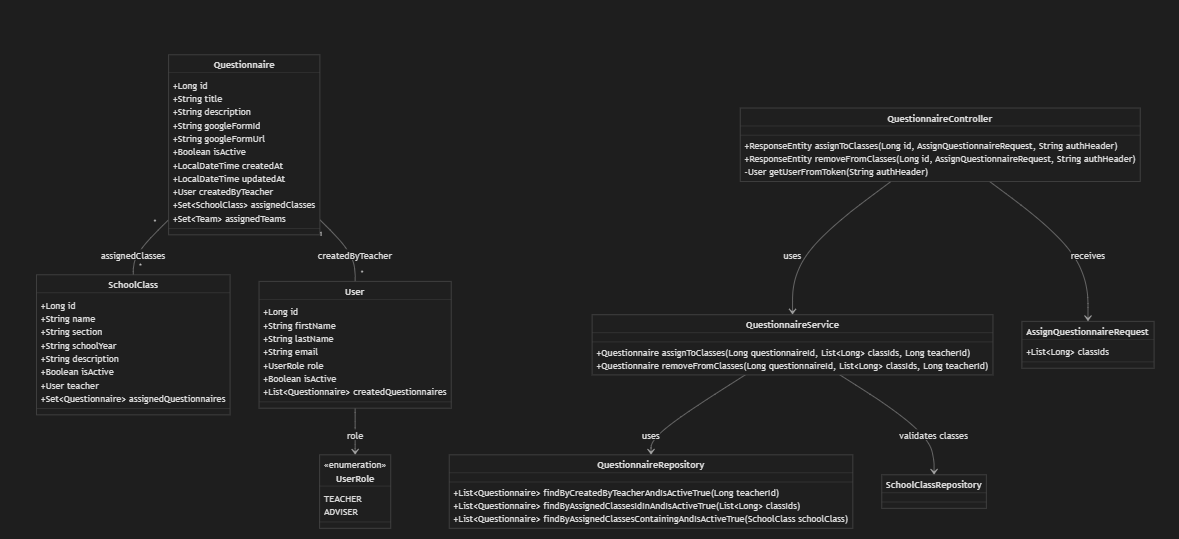 Questionnaire
+Long id
+String title
+String description
+String googleFormId
+String googleFormUrl
+Boolean isActive
+LocalDateTime createdAt
+LocalDateTime updatedAt
+User createdByTeacher
+Set<SchoolClass> assignedClasses
+Set<Team> assignedTeams
*
1
assignedClasses
*
createdByTeacher
*
SchoolClass
+Long id
+String name
+String section
+String schoolYear
+String description
+Boolean isActive
+User teacher
+Set<Questionnaire> assignedQuestionnaires
User
+Long id
+String firstName
+String lastName
+String email
+UserRole role
+Boolean isActive
+List<Questionnaire> createdQuestionnaires
role
«enumeration»
UserRole
TEACHER
ADVISER
QuestionnaireController
+ResponseEntity assignToClasses(Long id, AssignQuestionnaireRequest, String authHeader)
+ResponseEntity removeFromClasses(Long id, AssignQuestionnaireRequest, String authHeader)
-User getUserFromToken(String authHeader)
uses
receives
QuestionnaireService
+Questionnaire assignToClasses(Long questionnaireId, List<Long> classIds, Long teacherId)
+Questionnaire removeFromClasses(Long questionnaireId, List<Long> classIds, Long teacherId)
AssignQuestionnaireRequest
+List<Long> classIds
uses
validates classes
QuestionnaireRepository
+List<Questionnaire> findByCreatedByTeacherAndIsActiveTrue(Long teacherId)
+List<Questionnaire> findByAssignedClassesIdInAndIsActiveTrue(List<Long> classIds)
+List<Questionnaire> findByAssignedClassesContainingAndIsActiveTrue(SchoolClass schoolClass)
SchoolClassRepository